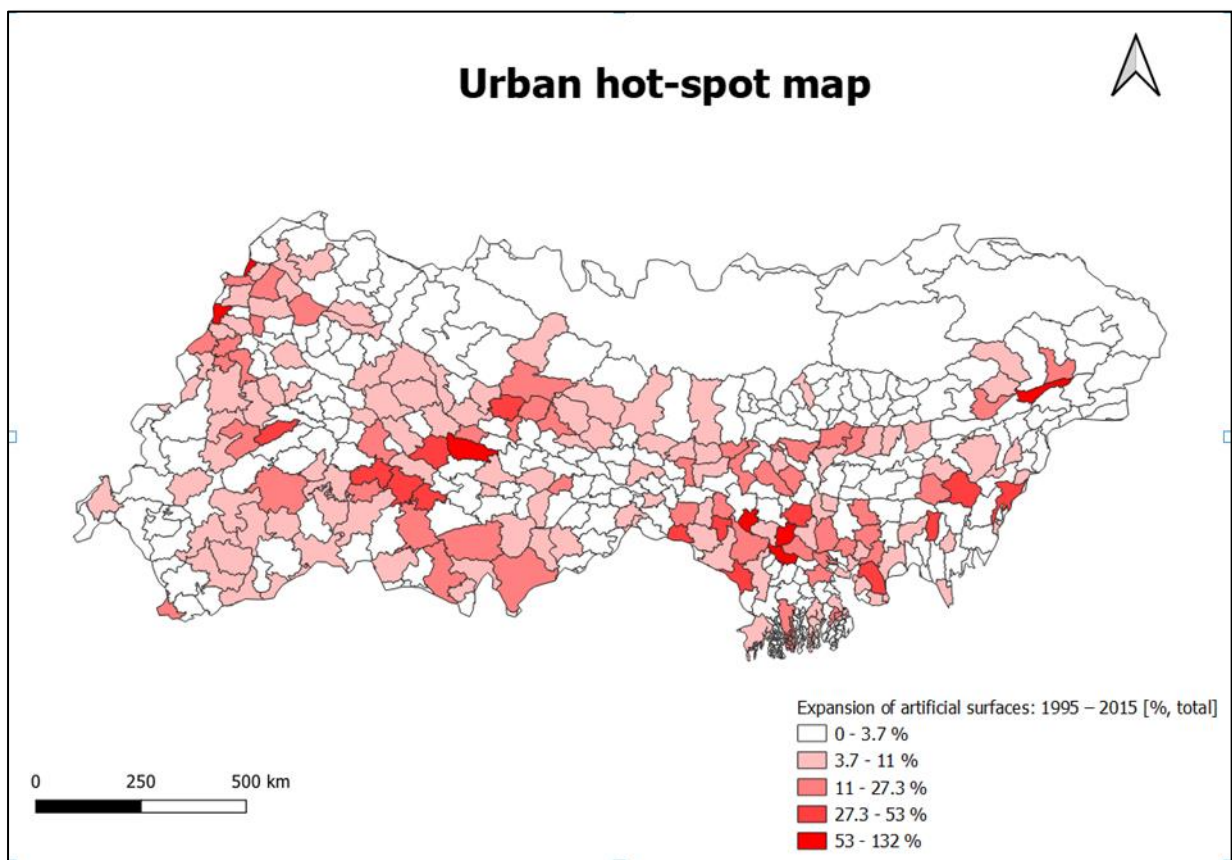 Urban hot-spot map
Expansion of artificial surfaces: 1995 – 2015 [%, total]
0 - 3.7 %
3.7 - 11 %
11 - 27.3 %
27.3 - 53 %
53 - 132 %
0 250 500 km